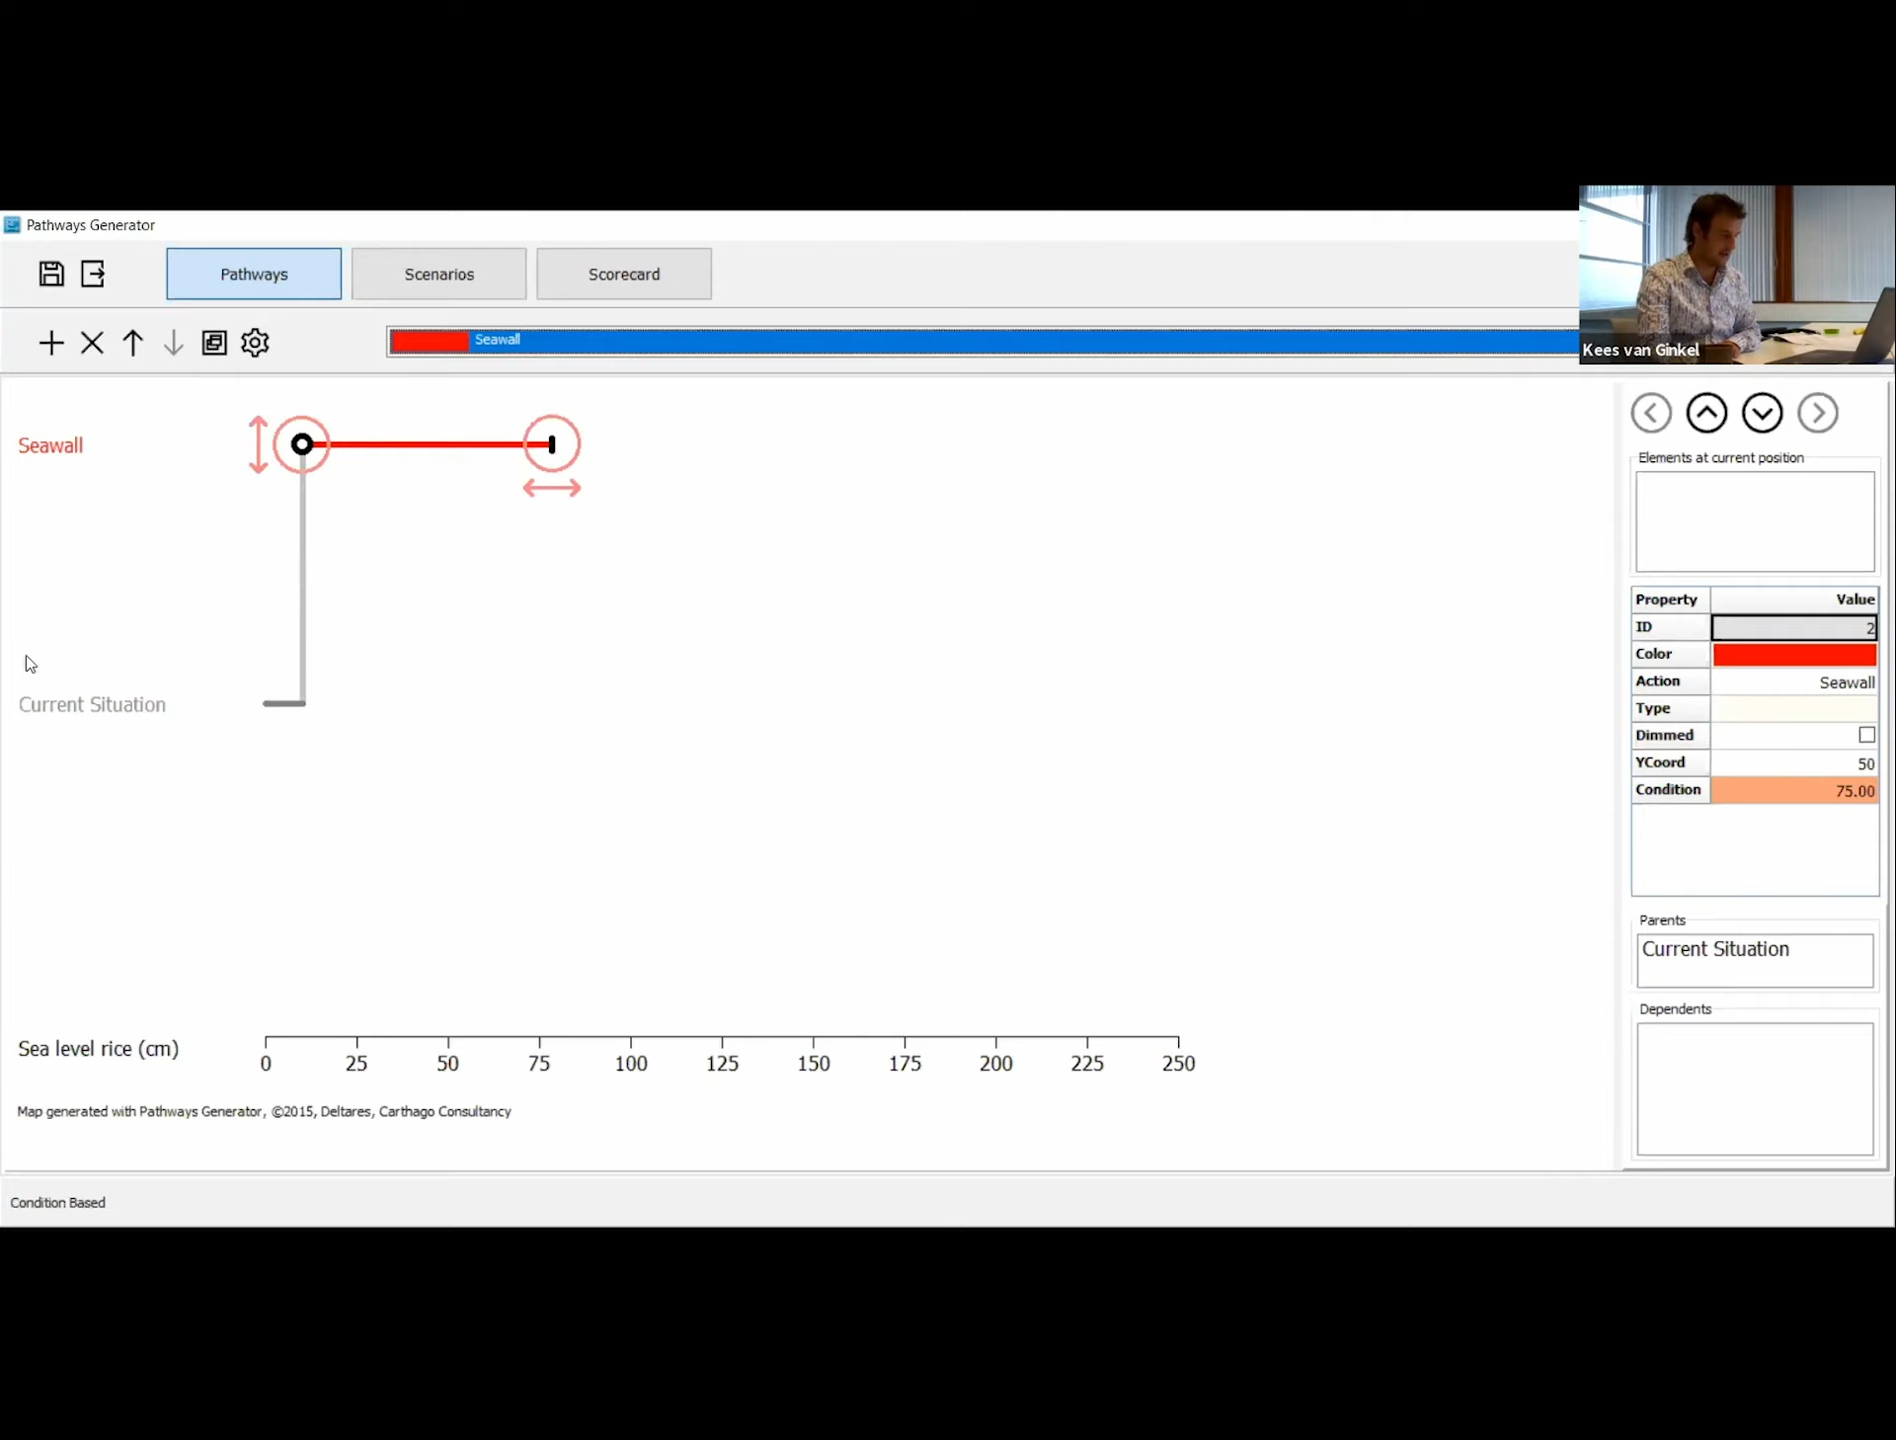 Pathways Generator
Pathways
Scenarios
Scorecard
Seawall
Kees van Ginkel
Seawall
Current Situation
Elements at current position
Property Value
ID 2
Color
Action Seawall
Type
Dimmed
YCoord 50
Condition 75.00
Parents
Current Situation
Dependents
Sea level rice (cm)
0 25 50 75 100 125 150 175 200 225 250
Map generated with Pathways Generator, ©2015, Deltares, Carthago Consultancy
Condition Based